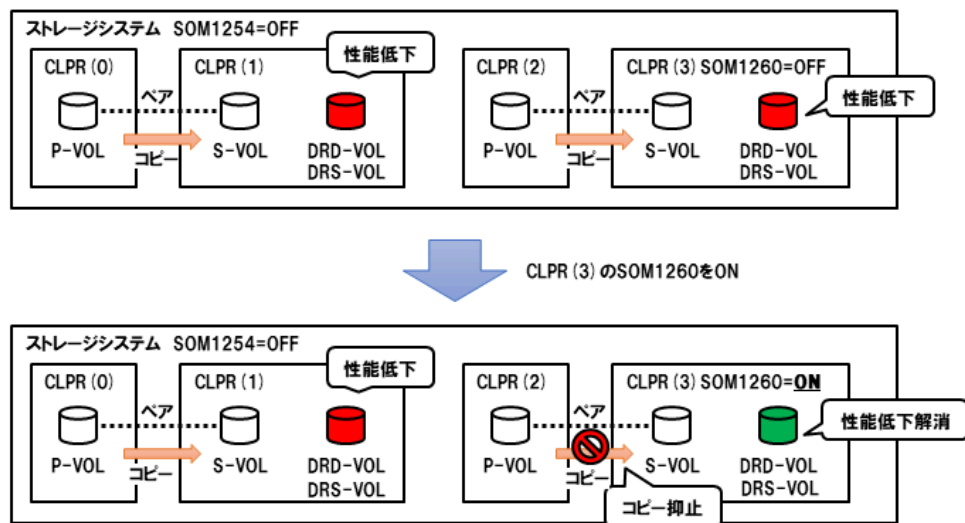 ストレージシステム SOM1254=OFF
CLPR(0)
CLPR(1)
性能低下
CLPR(2)
CLPR(3) SOM1260=OFF
性能低下
ペア
ペア
P-VOL
コピー
S-VOL
DRD-VOL
DRS-VOL
P-VOL
コピー
S-VOL
DRD-VOL
DRS-VOL
CLPR(3)のSOM1260をON
ストレージシステム SOM1254=OFF
CLPR(0)
CLPR(1)
性能低下
CLPR(2)
CLPR(3) SOM1260=ON
性能低下解消
ペア
ペア
P-VOL
コピー
S-VOL
DRD-VOL
DRS-VOL
P-VOL
コピー
S-VOL
DRD-VOL
DRS-VOL
コピー抑止